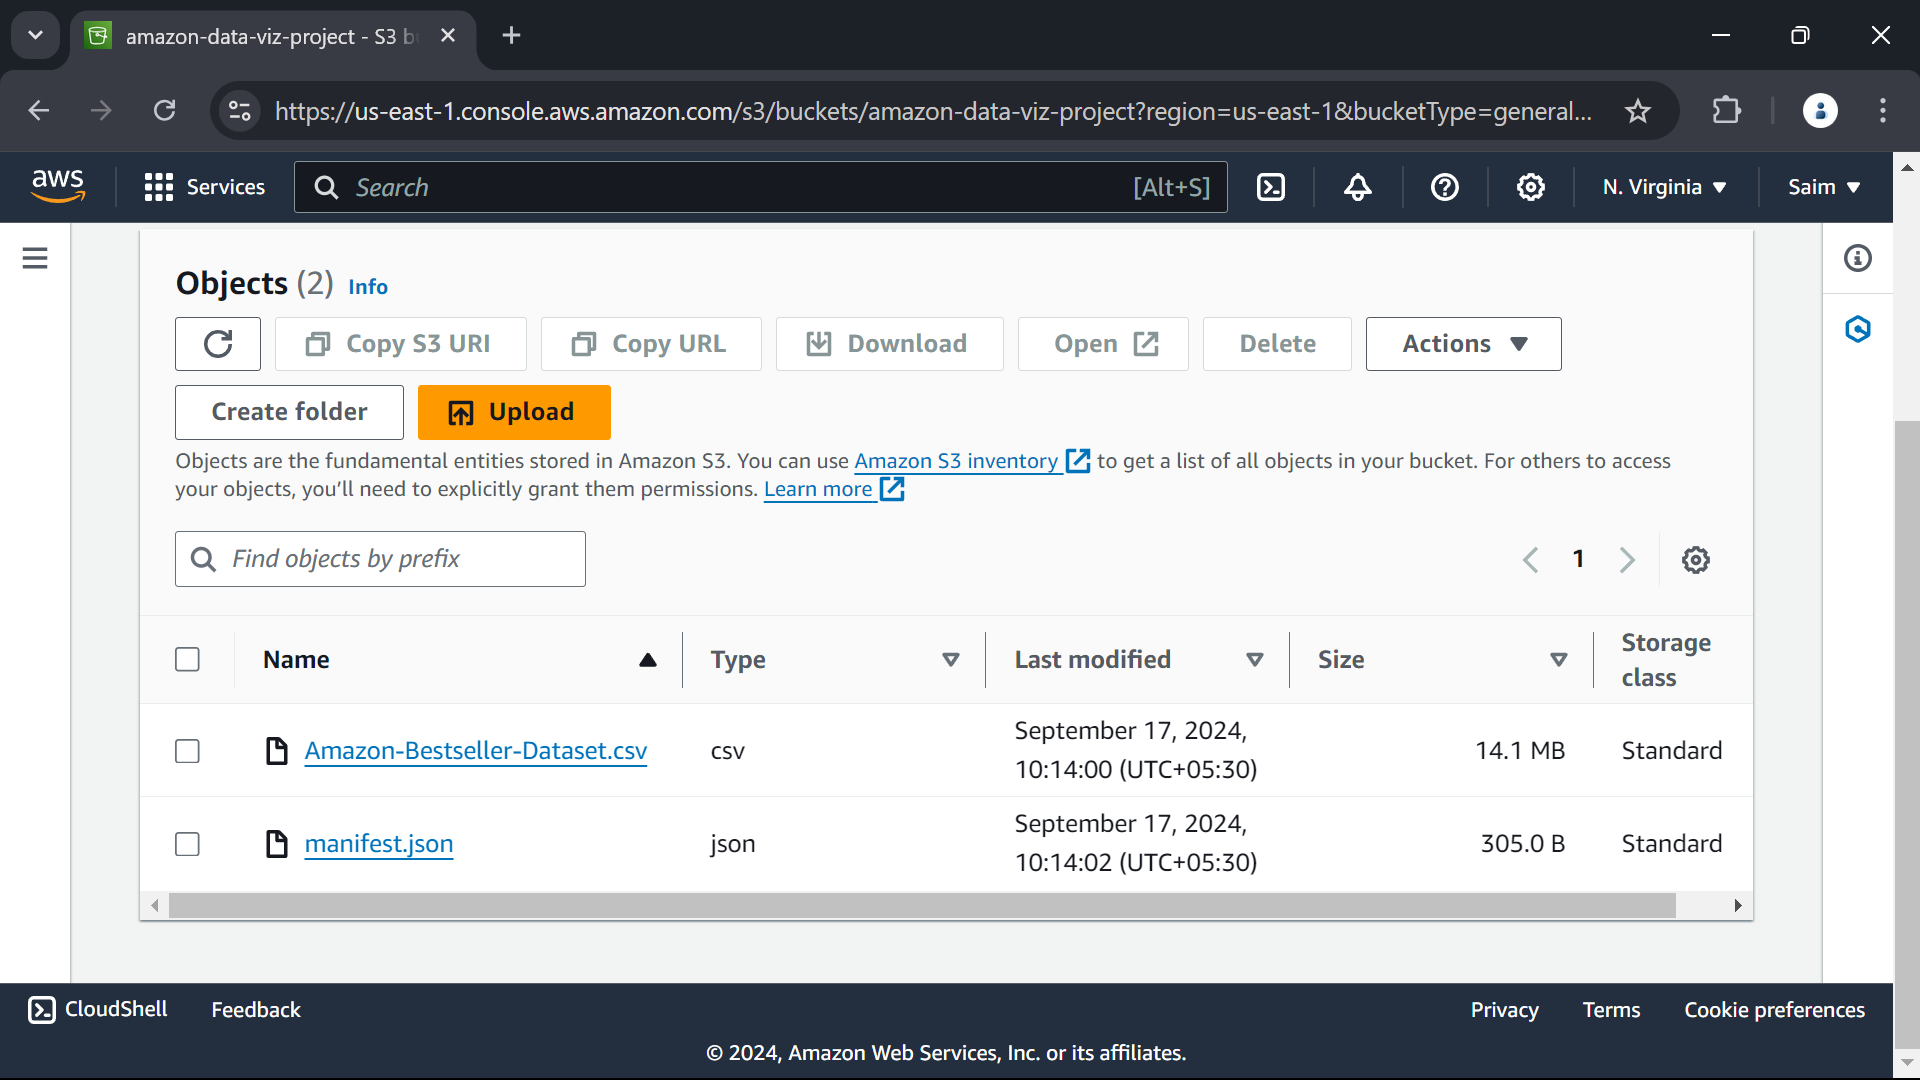 amazon-data-viz-project - S3 b
https://us-east-1.console.aws.amazon.com/s3/buckets/amazon-data-viz-project?region=us-east-1&bucketType=general...
aws
Services
Search
[Alt+S]
N. Virginia
Saim
Objects (2) Info
Copy S3 URI
Copy URL
Download
Open
Delete
Actions
Create folder
Upload
Objects are the fundamental entities stored in Amazon S3. You can use Amazon S3 inventory to get a list of all objects in your bucket. For others to access
your objects, you’ll need to explicitly grant them permissions. Learn more
Find objects by prefix
1
Name
Type
Last modified
Size
Storage
class
Amazon-Bestseller-Dataset.csv
csv
September 17, 2024,
10:14:00 (UTC+05:30)
14.1 MB
Standard
manifest.json
json
September 17, 2024,
10:14:02 (UTC+05:30)
305.0 B
Standard
CloudShell
Feedback
Privacy
Terms
Cookie preferences
© 2024, Amazon Web Services, Inc. or its affiliates.